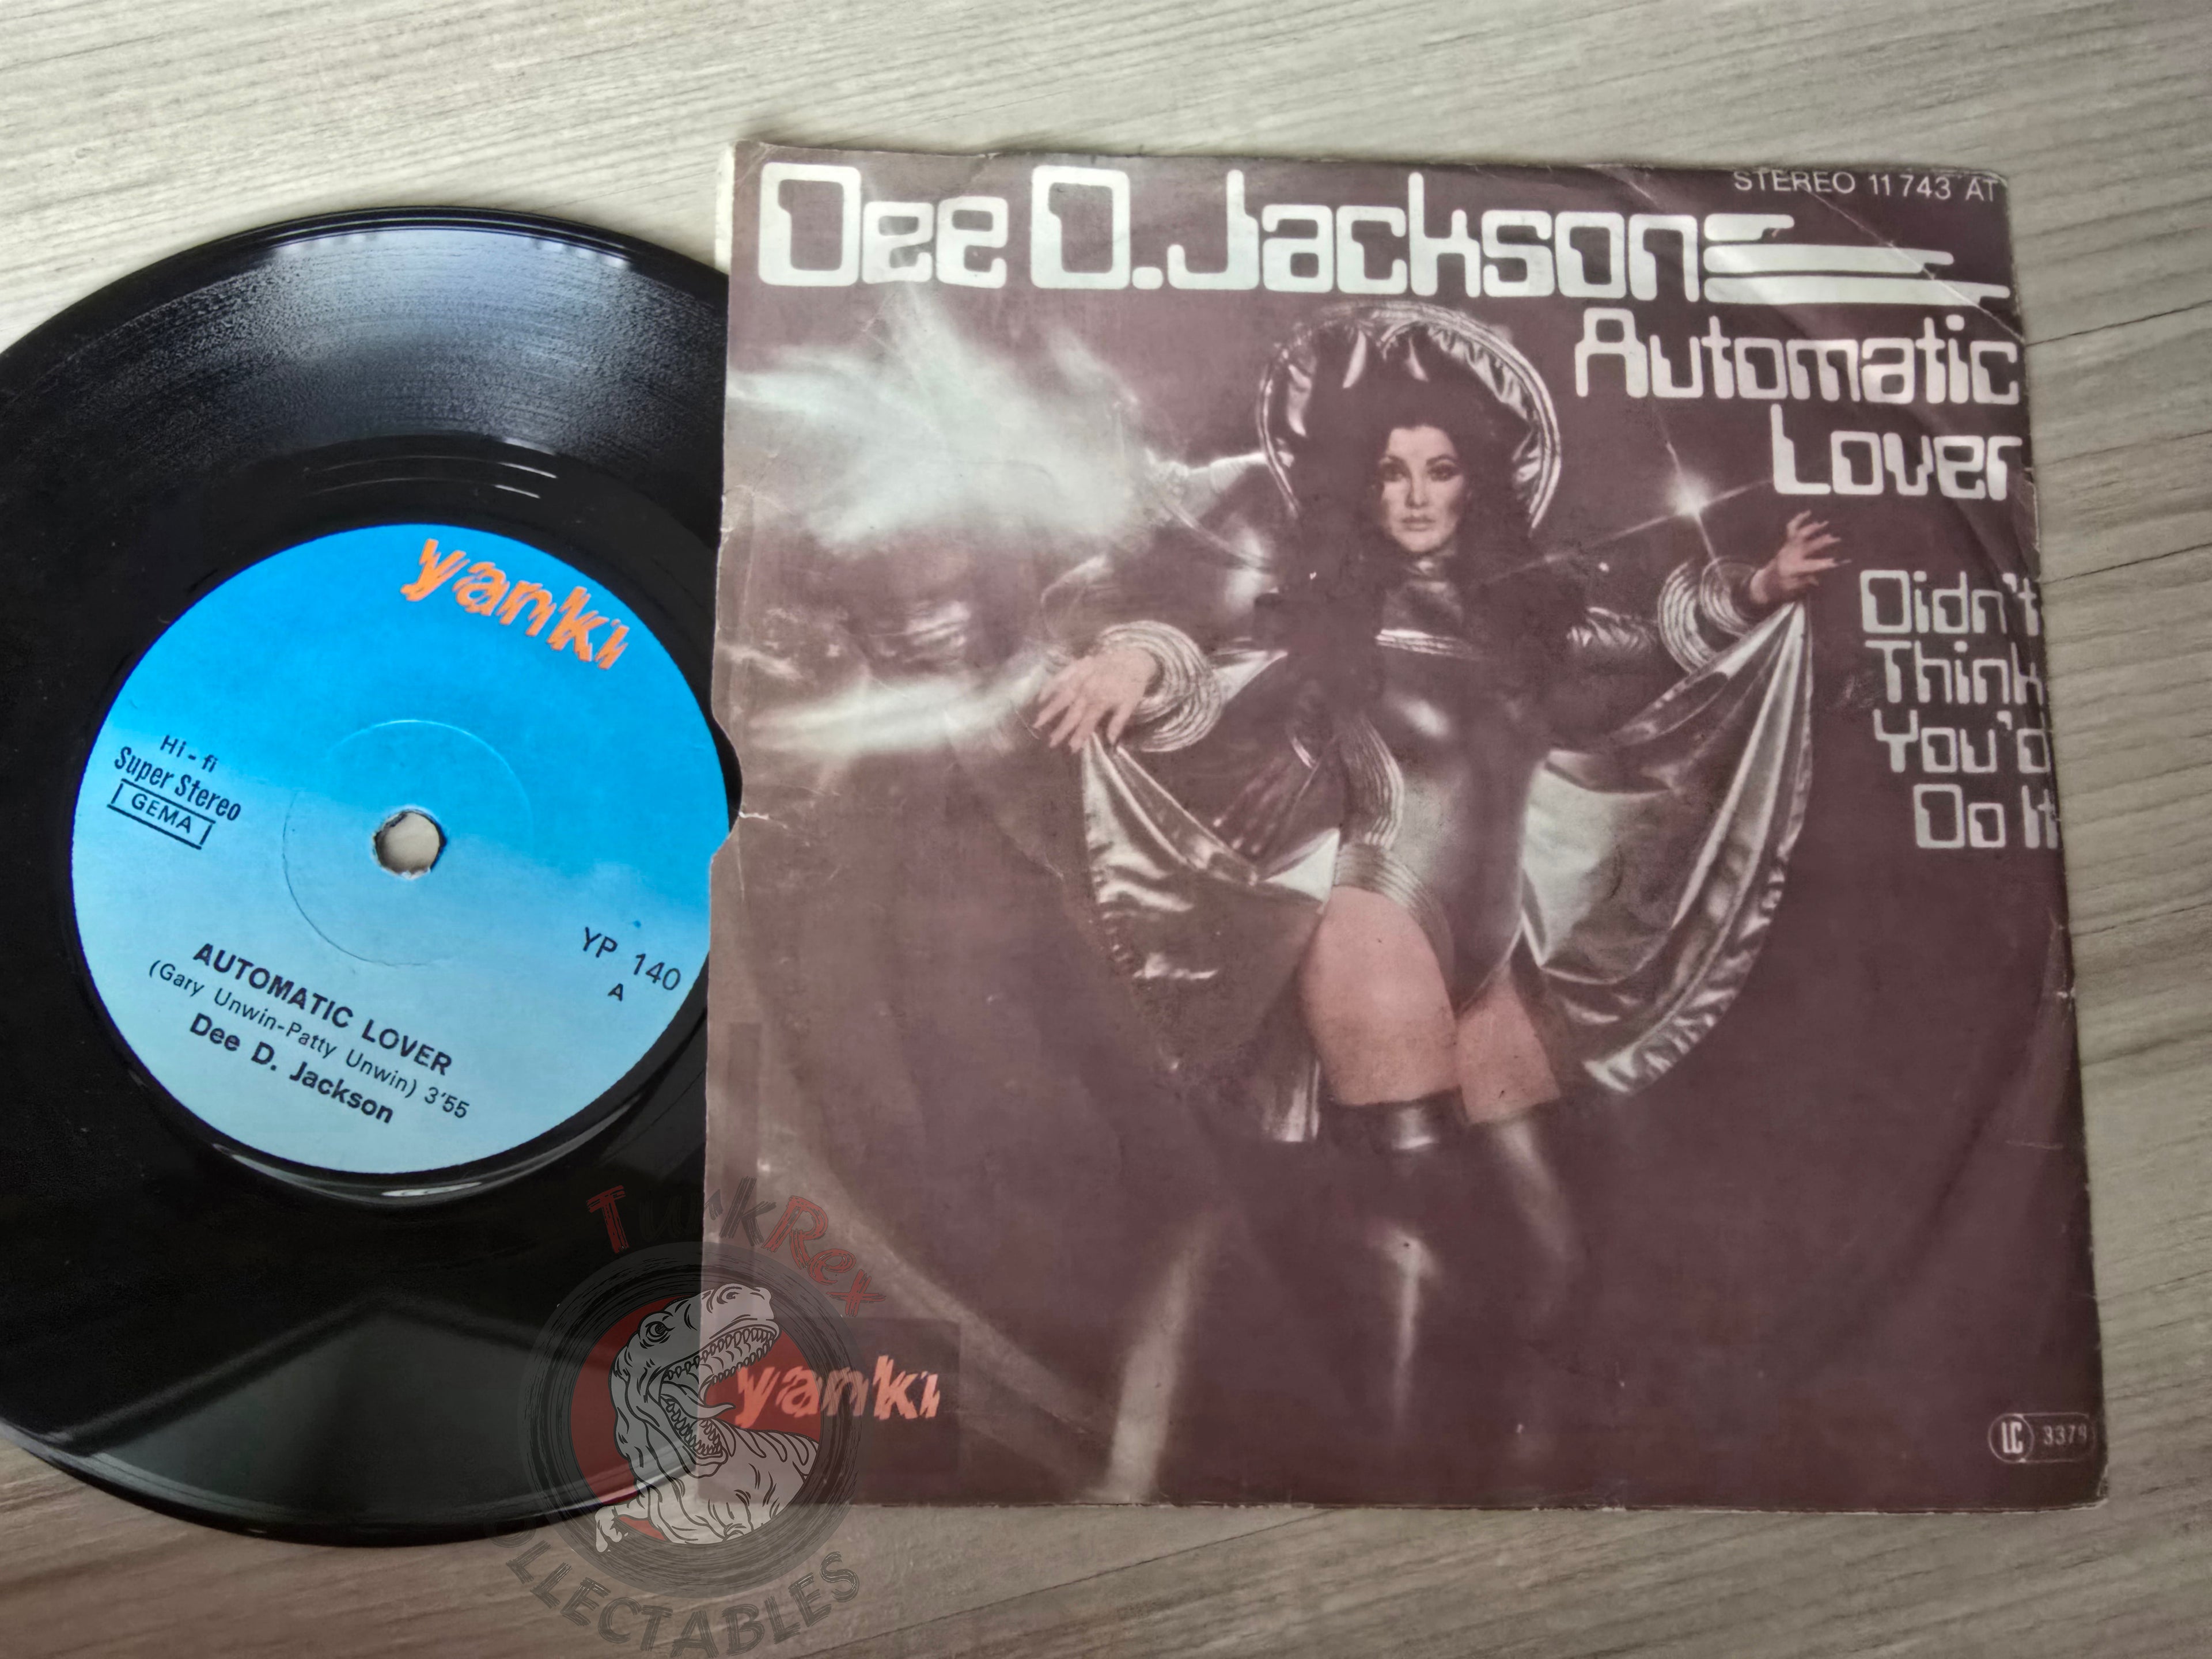 STEREO 11 743 AT
Dee D. Jackson
Automatic
Lover
Didn't
Think
You'd
Do It
yanki
LC 3379
yanki
Hi-fi
Super Stereo
GEMA
YP 140
A
AUTOMATIC LOVER
(Gary Unwin-Patty Unwin) 3'55
Dee D. Jackson
TurkRex
COLLECTABLES